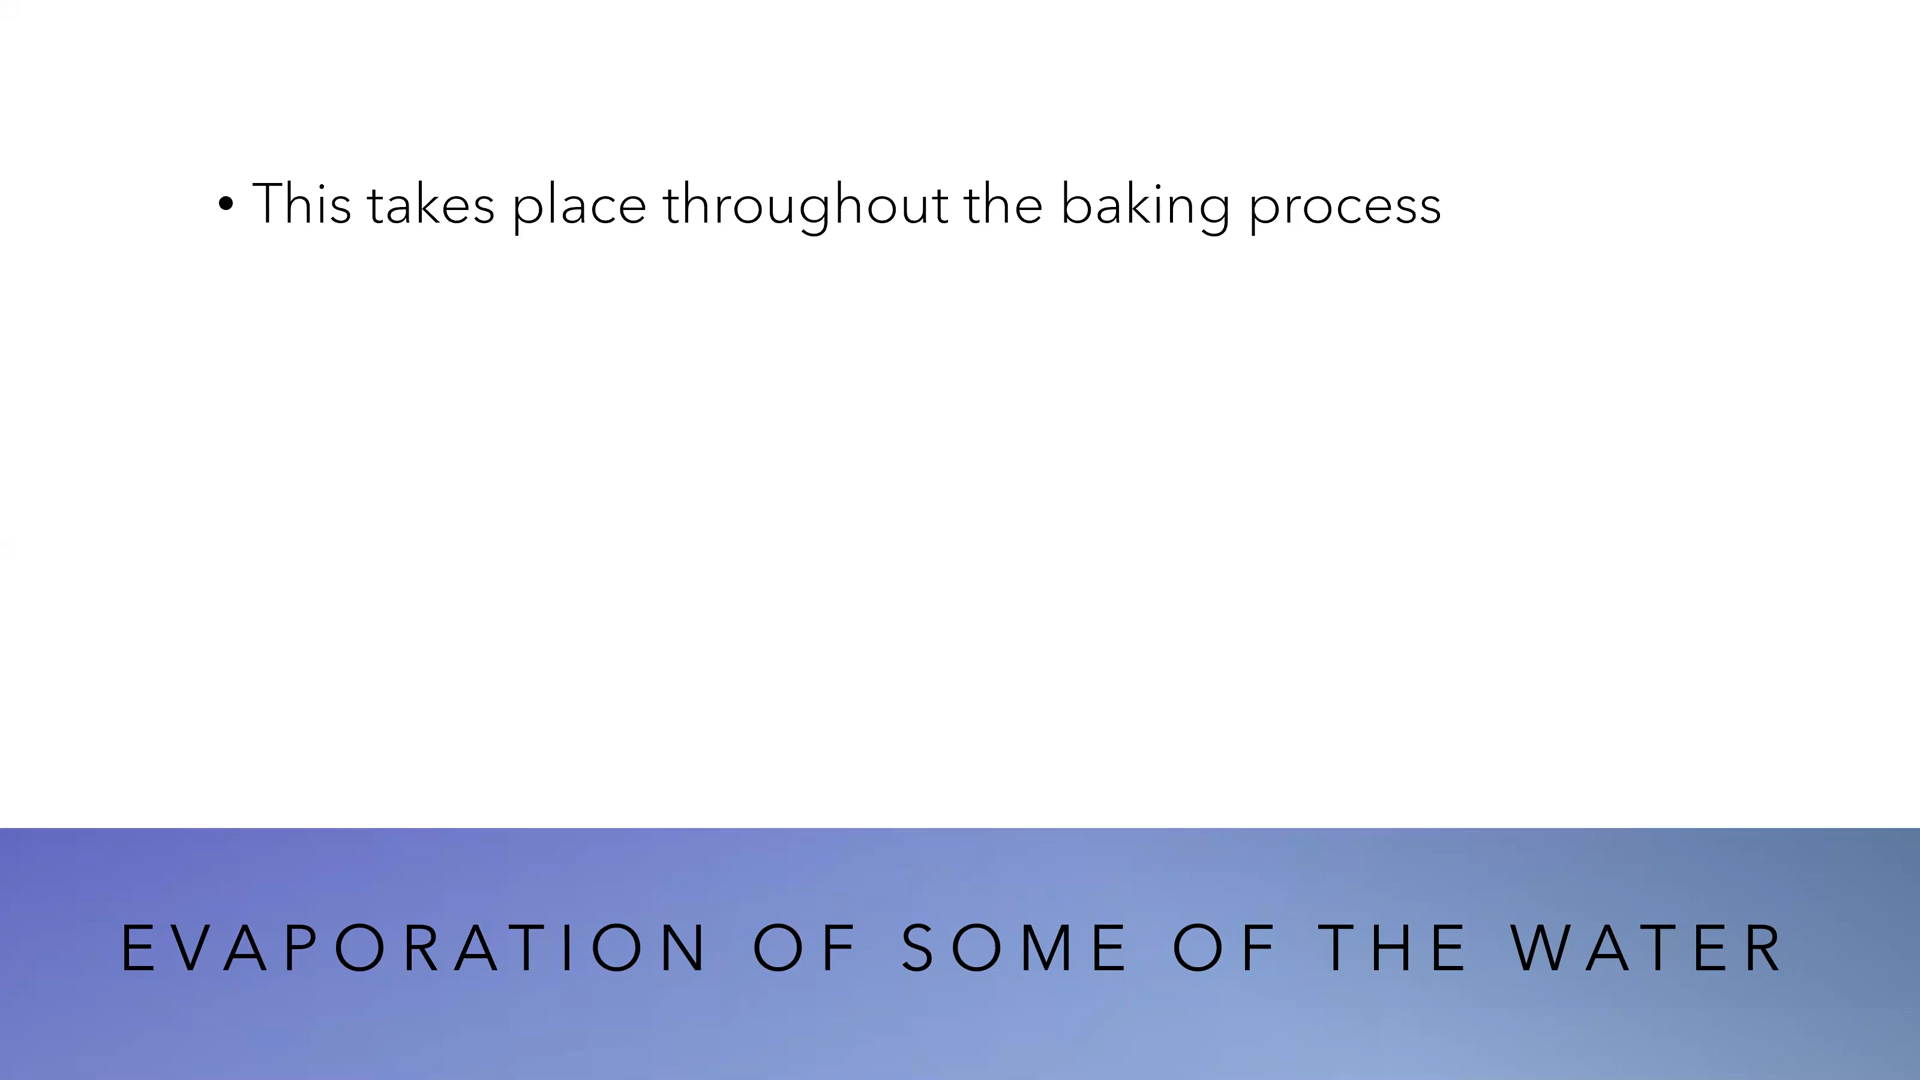 • This takes place throughout the baking process
EVAPORATION OF SOME OF THE WATER